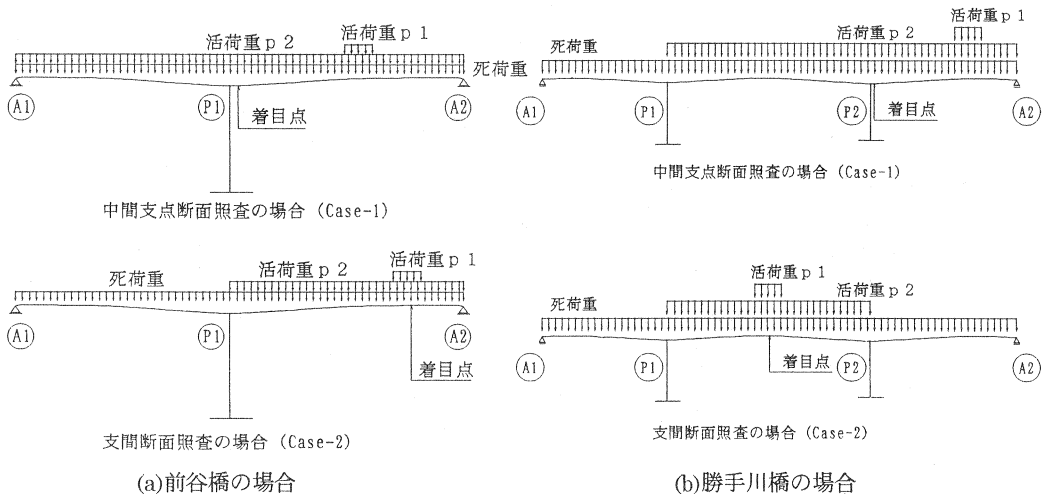 活荷重p2
活荷重p1
死荷重
A1
P1
A2
着目点
中間支点断面照査の場合 (Case-1)
死荷重
活荷重p2
活荷重p1
A1
P1
A2
着目点
支間断面照査の場合 (Case-2)
(a)前谷橋の場合
活荷重p1
死荷重
活荷重p2
A1
P1
P2
A2
着目点
中間支点断面照査の場合 (Case-1)
活荷重p1
死荷重
活荷重p2
A1
P1
P2
A2
着目点
支間断面照査の場合 (Case-2)
(b)勝手川橋の場合